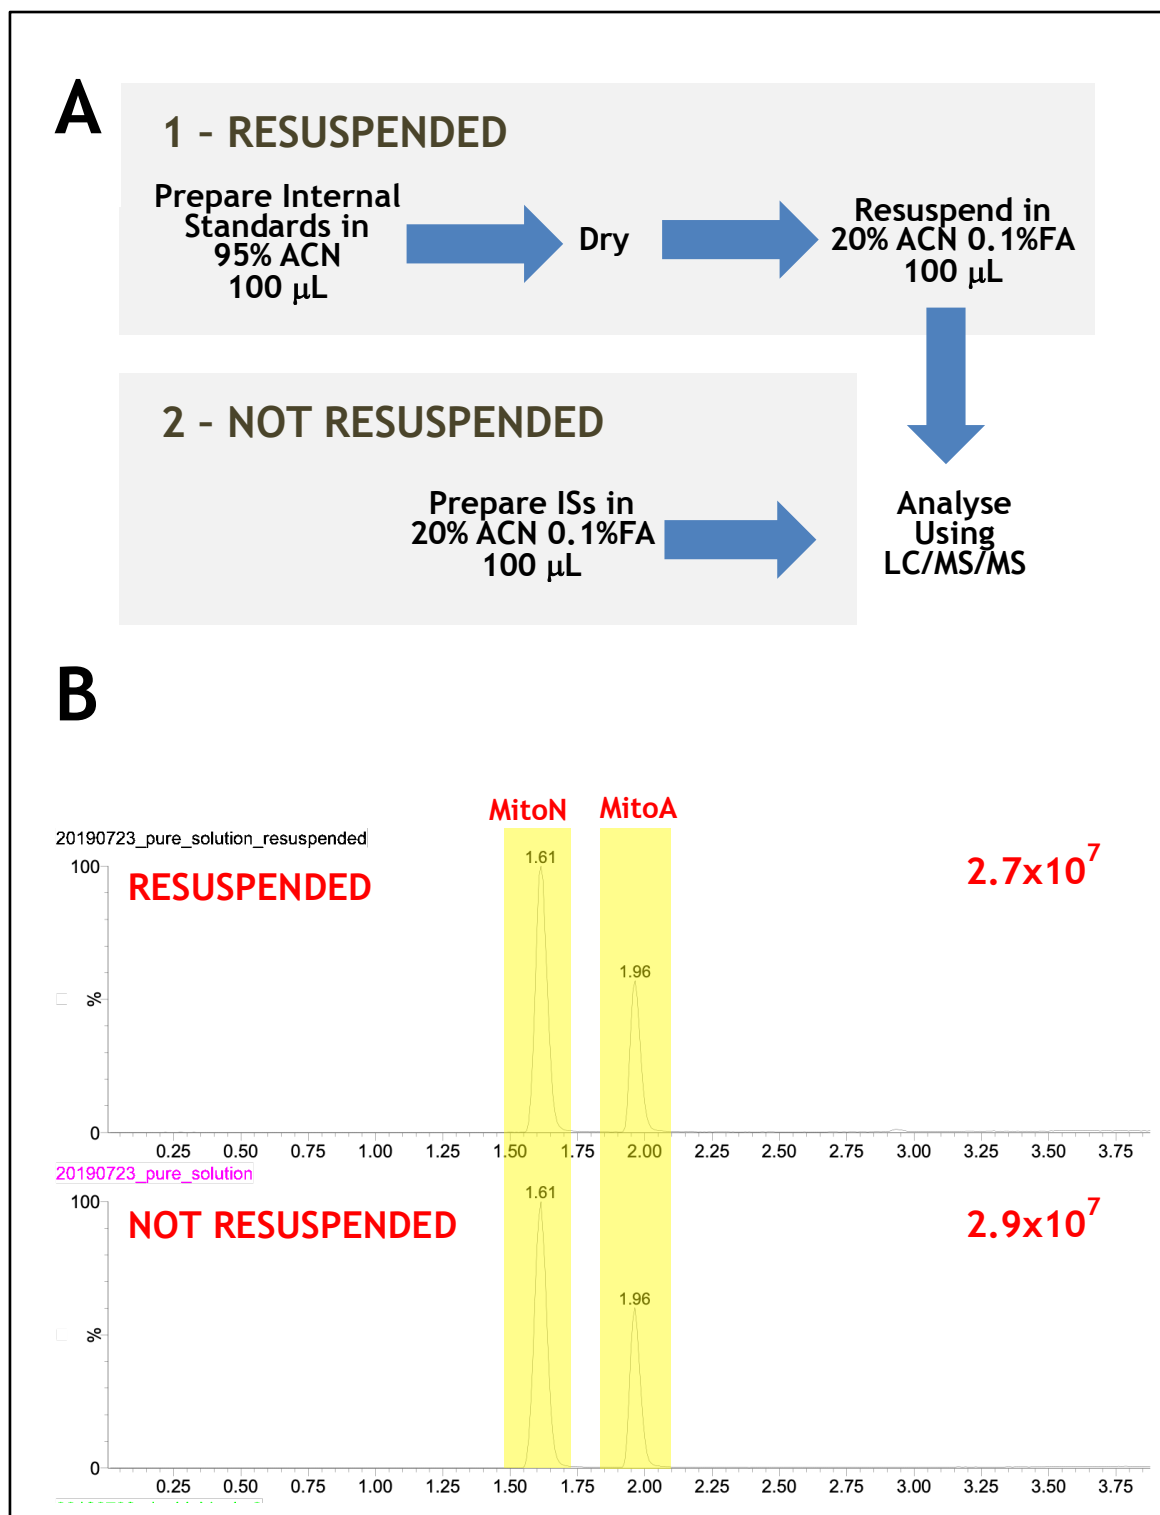 A
1 – RESUSPENDED
Prepare Internal
Standards in
95% ACN
100 μL
Dry
Resuspend in
20% ACN 0.1%FA
100 μL
2 – NOT RESUSPENDED
Prepare ISs in
20% ACN 0.1%FA
100 μL
Analyse
Using
LC/MS/MS
B
MitoN
MitoA
20190723_pure_solution_resuspended
RESUSPENDED
2.7x10⁷
1.61
1.96
100
%
0
0.25 0.50 0.75 1.00 1.25 1.50 1.75 2.00 2.25 2.50 2.75 3.00 3.25 3.50 3.75
20190723_pure_solution
NOT RESUSPENDED
2.9x10⁷
1.61
1.96
100
%
0
0.25 0.50 0.75 1.00 1.25 1.50 1.75 2.00 2.25 2.50 2.75 3.00 3.25 3.50 3.75